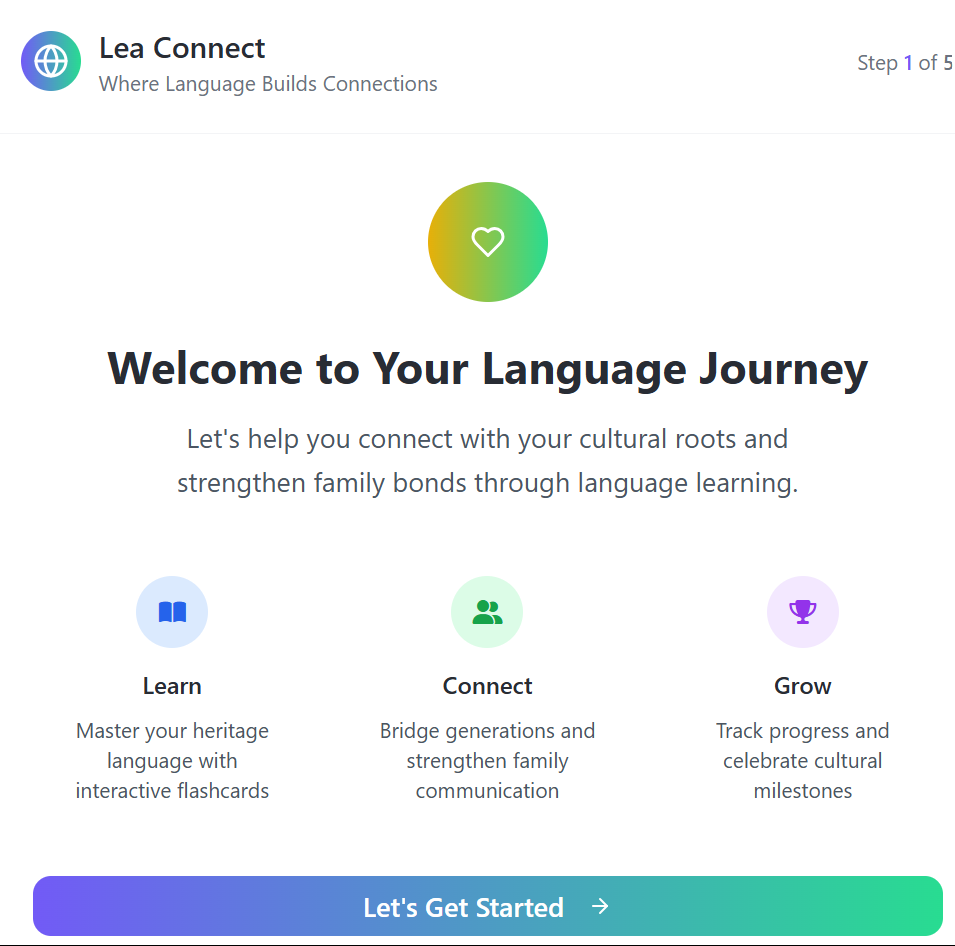 Lea Connect
Where Language Builds Connections
Step 1 of 5
Welcome to Your Language Journey
Let's help you connect with your cultural roots and
strengthen family bonds through language learning.
Learn
Master your heritage
language with
interactive flashcards
Connect
Bridge generations and
strengthen family
communication
Grow
Track progress and
celebrate cultural
milestones
Let's Get Started →